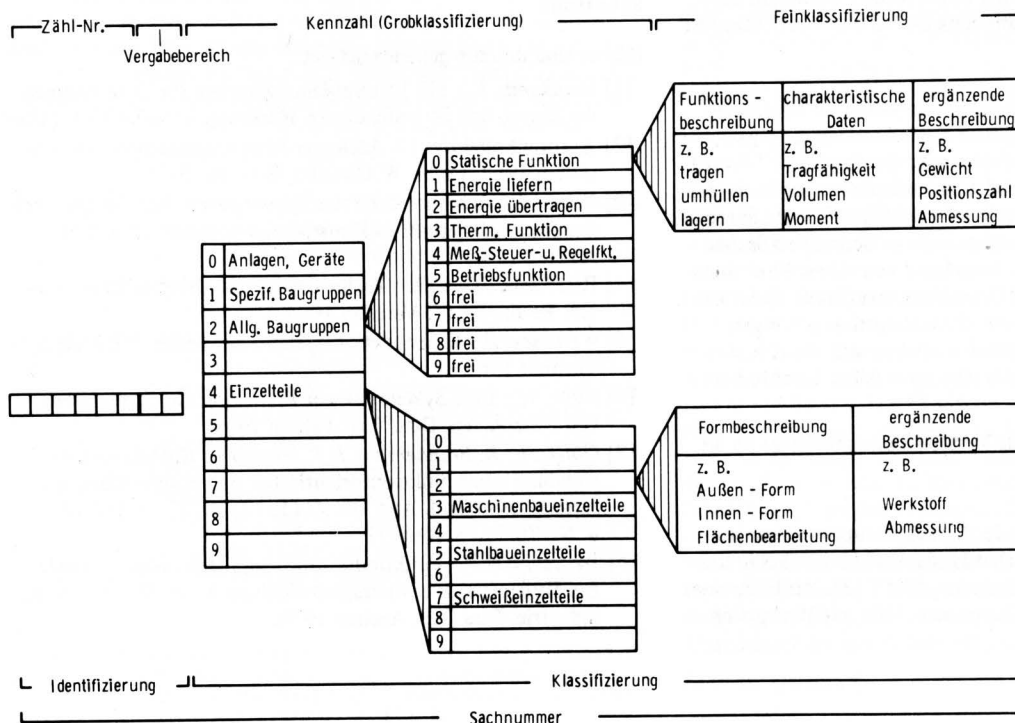 Zähl-Nr.
Vergabebereich
Kennzahl (Grobklassifizierung)
Feinklassifizierung
Funktions -
beschreibung
charakteristische
Daten
ergänzende
Beschreibung
z. B.
tragen
umhüllen
lagern
z. B.
Tragfähigkeit
Volumen
Moment
z. B.
Gewicht
Positionszahl
Abmessung
0 Statische Funktion
1 Energie liefern
2 Energie übertragen
3 Therm. Funktion
4 Meß-Steuer-u. Regelfkt.
5 Betriebsfunktion
6 frei
7 frei
8 frei
9 frei
0 Anlagen, Geräte
1 Spezif. Baugruppen
2 Allg. Baugruppen
3
4 Einzelteile
5
6
7
8
9
0
1
2
3 Maschinenbaueinzelteile
4
5 Stahlbaueinzelteile
6
7 Schweißeinzelteile
8
9
Formbeschreibung
ergänzende
Beschreibung
z. B.
Außen - Form
Innen - Form
Flächenbearbeitung
z. B.
Werkstoff
Abmessung
Identifizierung
Klassifizierung
Sachnummer